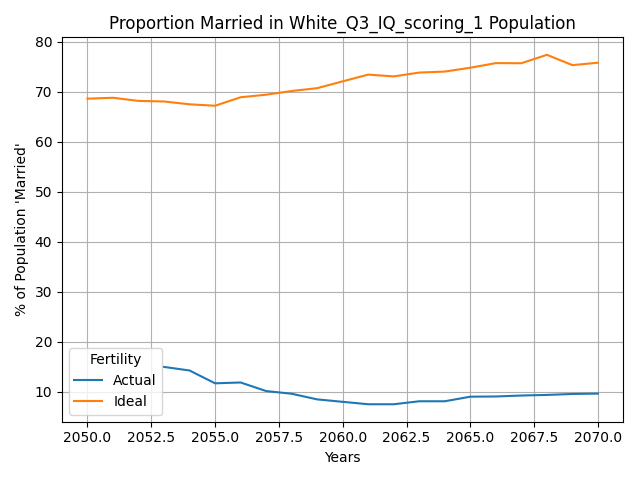 Proportion Married in White_Q3_IQ_scoring_1 Population
% of Population 'Married'
80
70
60
50
40
30
20
10
Fertility
Actual
Ideal
2050.0 2052.5 2055.0 2057.5 2060.0 2062.5 2065.0 2067.5 2070.0
Years